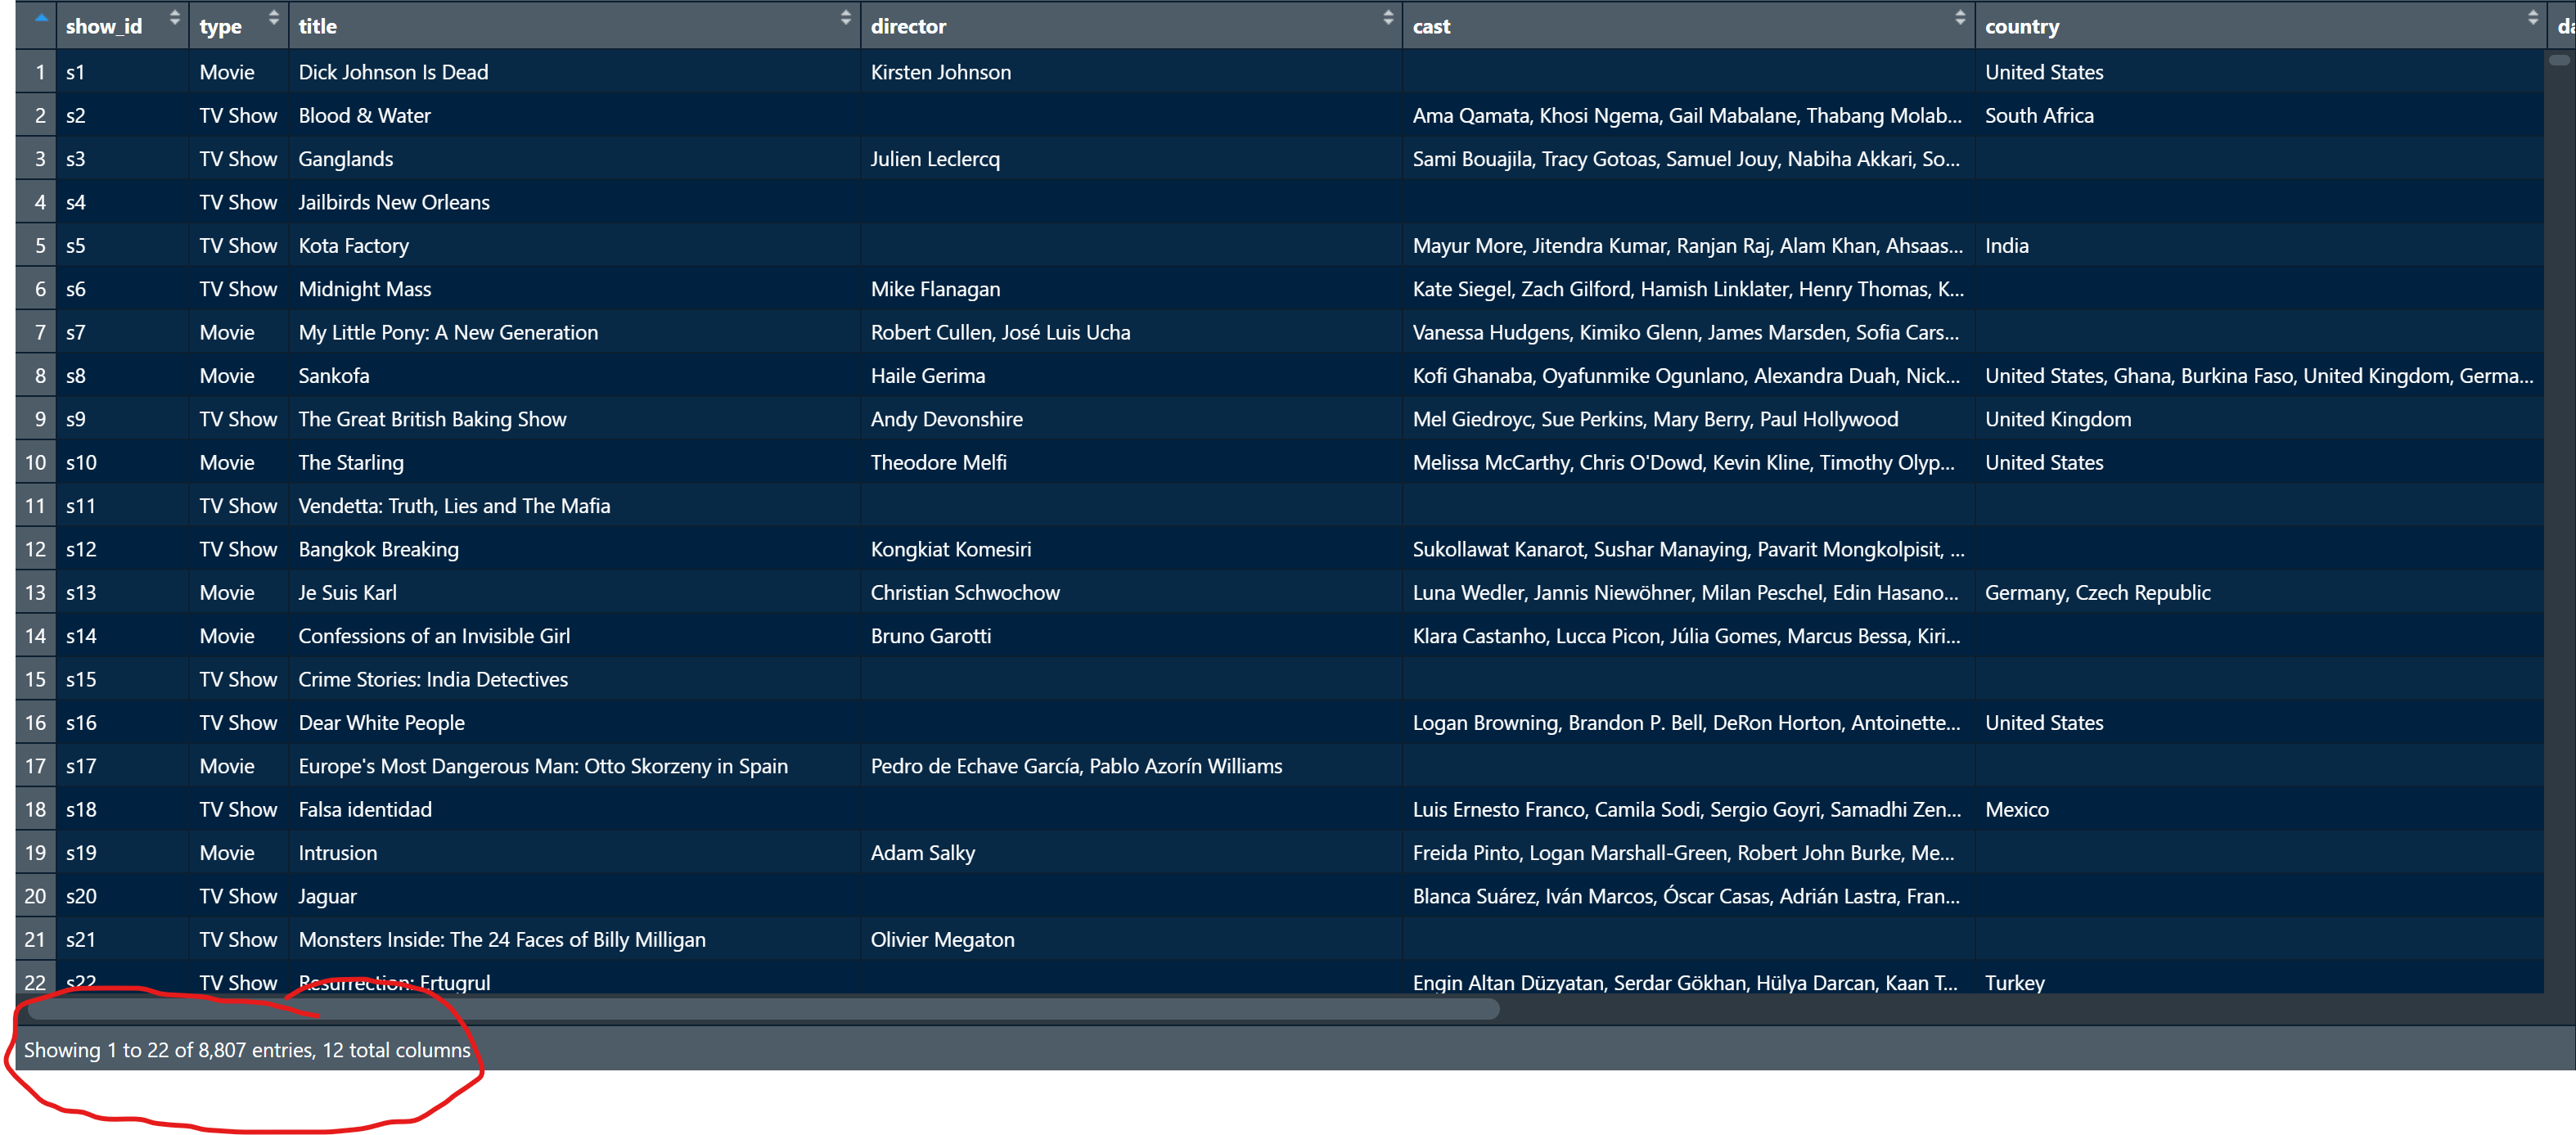 show_id type title director cast country da
1 s1 Movie Dick Johnson Is Dead Kirsten Johnson United States
2 s2 TV Show Blood & Water Ama Qamata, Khosi Ngema, Gail Mabalane, Thabang Molab... South Africa
3 s3 TV Show Ganglands Julien Leclercq Sami Bouajila, Tracy Gotoas, Samuel Jouy, Nabiha Akkari, So...
4 s4 TV Show Jailbirds New Orleans
5 s5 TV Show Kota Factory Mayur More, Jitendra Kumar, Ranjan Raj, Alam Khan, Ahsaas... India
6 s6 TV Show Midnight Mass Mike Flanagan Kate Siegel, Zach Gilford, Hamish Linklater, Henry Thomas, K...
7 s7 Movie My Little Pony: A New Generation Robert Cullen, José Luis Ucha Vanessa Hudgens, Kimiko Glenn, James Marsden, Sofia Cars...
8 s8 Movie Sankofa Haile Gerima Kofi Ghanaba, Oyafunmike Ogunlano, Alexandra Duah, Nick... United States, Ghana, Burkina Faso, United Kingdom, Germa...
9 s9 TV Show The Great British Baking Show Andy Devonshire Mel Giedroyc, Sue Perkins, Mary Berry, Paul Hollywood United Kingdom
10 s10 Movie The Starling Theodore Melfi Melissa McCarthy, Chris O'Dowd, Kevin Kline, Timothy Olyp... United States
11 s11 TV Show Vendetta: Truth, Lies and The Mafia
12 s12 TV Show Bangkok Breaking Kongkiat Komesiri Sukollawat Kanarot, Sushar Manaying, Pavarit Mongkolpisit, ...
13 s13 Movie Je Suis Karl Christian Schwochow Luna Wedler, Jannis Niewöhner, Milan Peschel, Edin Hasano... Germany, Czech Republic
14 s14 Movie Confessions of an Invisible Girl Bruno Garotti Klara Castanho, Lucca Picon, Júlia Gomes, Marcus Bessa, Kiri...
15 s15 TV Show Crime Stories: India Detectives
16 s16 TV Show Dear White People Logan Browning, Brandon P. Bell, DeRon Horton, Antoinette... United States
17 s17 Movie Europe's Most Dangerous Man: Otto Skorzeny in Spain Pedro de Echave García, Pablo Azorín Williams
18 s18 TV Show Falsa identidad Luis Ernesto Franco, Camila Sodi, Sergio Goyri, Samadhi Zen... Mexico
19 s19 Movie Intrusion Adam Salky Freida Pinto, Logan Marshall-Green, Robert John Burke, Me...
20 s20 TV Show Jaguar Blanca Suárez, Iván Marcos, Óscar Casas, Adrián Lastra, Fran...
21 s21 TV Show Monsters Inside: The 24 Faces of Billy Milligan Olivier Megaton
22 s22 TV Show Resurrection: Ertugrul Engin Altan Düzyatan, Serdar Gökhan, Hülya Darcan, Kaan T... Turkey
Showing 1 to 22 of 8,807 entries, 12 total columns